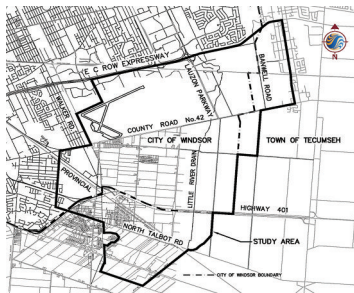 E C ROW EXPRESSWAY
LAUZON PARKWAY
BANWELL ROAD
WALKER RD.
COUNTY ROAD No.42
CITY OF WINDSOR
TOWN OF TECUMSEH
PROVINCIAL
LITTLE RIVER DRAIN
HIGHWAY 401
NORTH TALBOT RD
STUDY AREA
CITY OF WINDSOR BOUNDARY
N